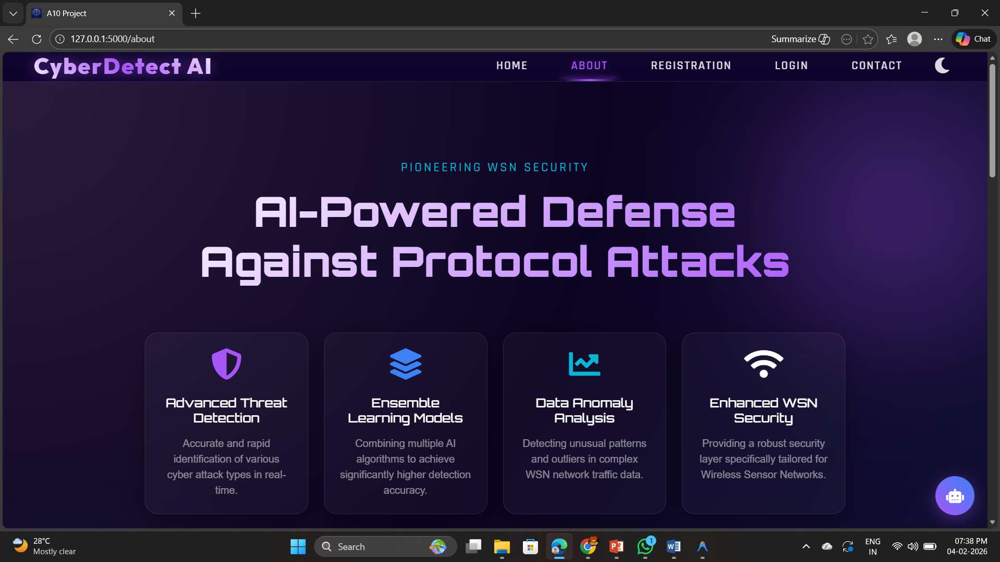 A10 Project
127.0.0.1:5000/about
Summarize
Chat
CyberDetect AI
HOME
ABOUT
REGISTRATION
LOGIN
CONTACT
PIONEERING WSN SECURITY
AI-Powered Defense
Against Protocol Attacks
Advanced Threat
Detection
Accurate and rapid
identification of various
cyber attack types in real-
time.
Ensemble
Learning Models
Combining multiple AI
algorithms to achieve
significantly higher detection
accuracy.
Data Anomaly
Analysis
Detecting unusual patterns
and outliers in complex
WSN network traffic data.
Enhanced WSN
Security
Providing a robust security
layer specifically tailored for
Wireless Sensor Networks.
28°C
Mostly clear
Search
P
1
W
ENG
IN
07:38 PM
04-02-2026